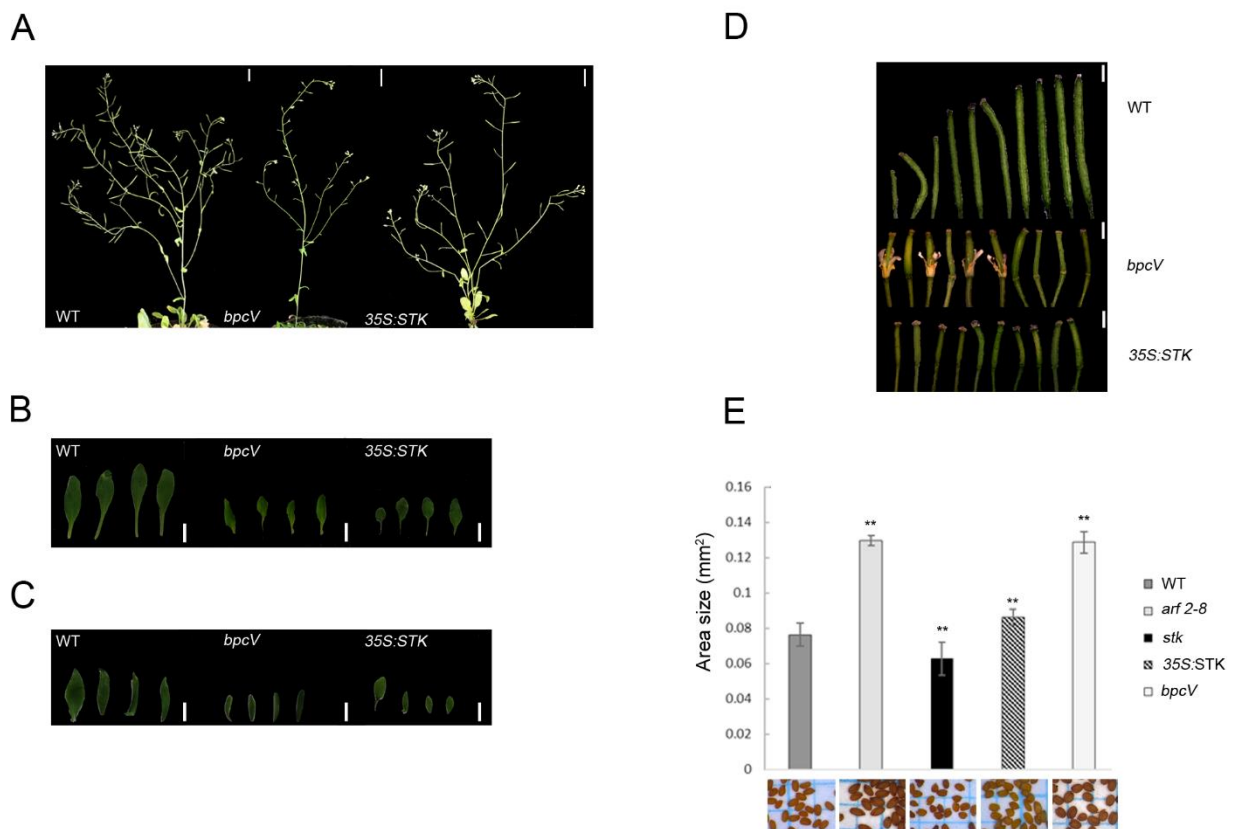 A
WT
bpcV
35S:STK
B
WT
bpcV
35S:STK
C
WT
bpcV
35S:STK
D
WT
bpcV
35S:STK
E
Area size (mm²)
0.16
0.14
0.12
0.1
0.08
0.06
0.04
0.02
0
**
**
**
**
WT
arf 2-8
stk
35S:STK
bpcV